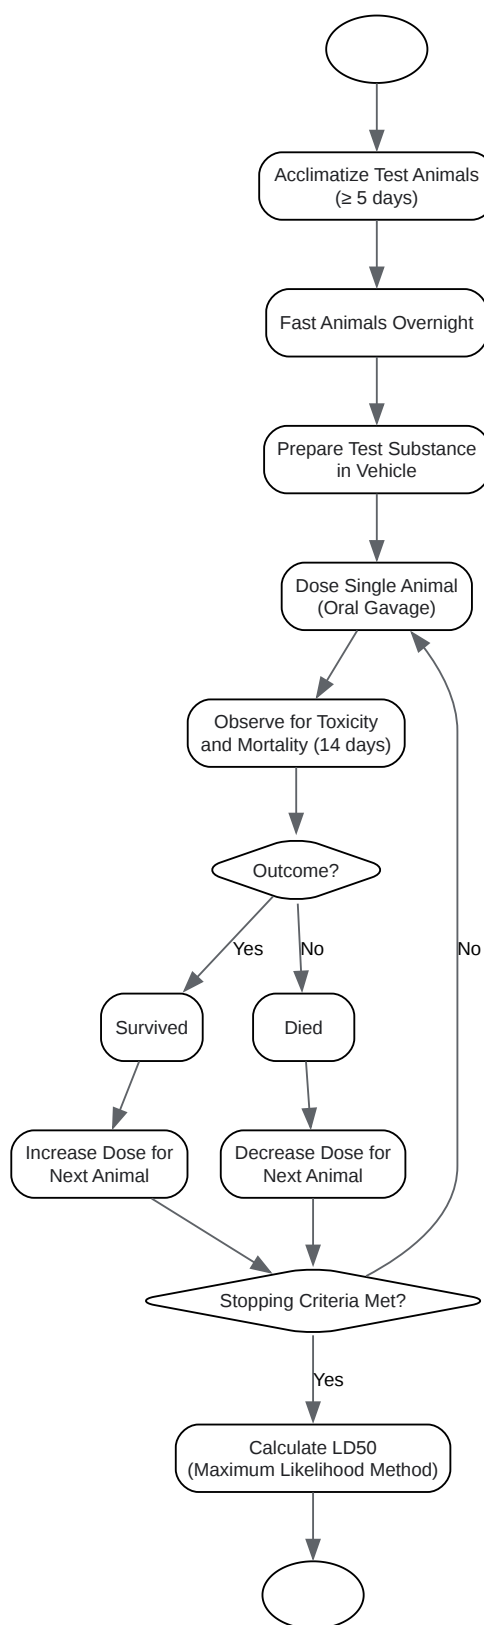 Acclimatize Test Animals
(≥ 5 days)
Fast Animals Overnight
Prepare Test Substance
in Vehicle
Dose Single Animal
(Oral Gavage)
Observe for Toxicity
and Mortality (14 days)
Outcome?
Yes
No
No
Survived
Died
Increase Dose for
Next Animal
Decrease Dose for
Next Animal
Stopping Criteria Met?
Yes
Calculate LD50
(Maximum Likelihood Method)